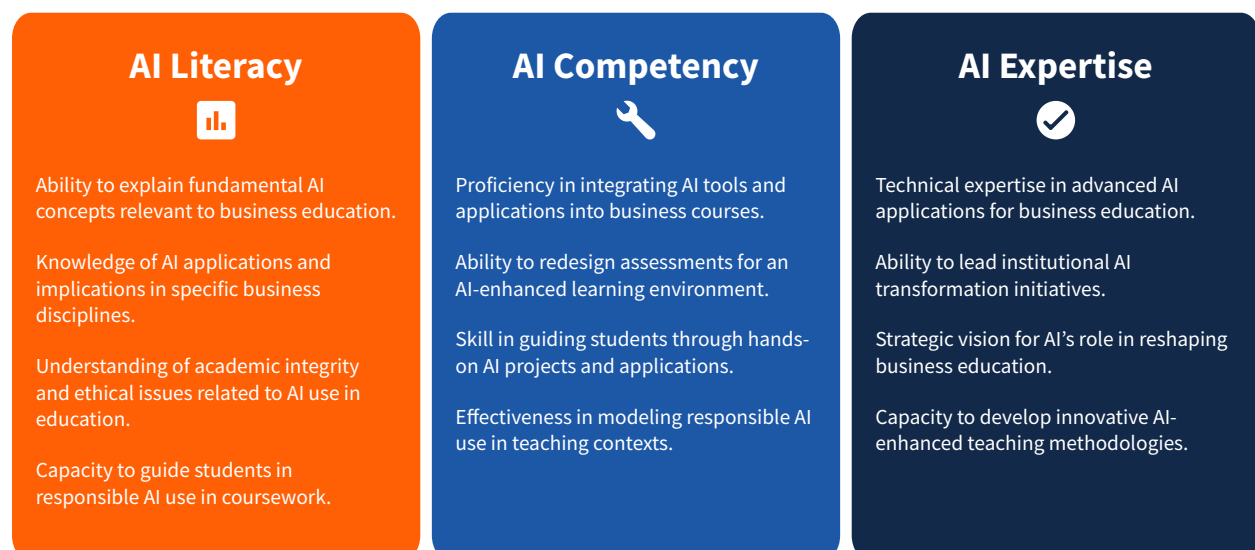 AI Literacy
Ability to explain fundamental AI
concepts relevant to business education.
Knowledge of AI applications and
implications in specific business
disciplines.
Understanding of academic integrity
and ethical issues related to AI use in
education.
Capacity to guide students in
responsible AI use in coursework.
AI Competency
Proficiency in integrating AI tools and
applications into business courses.
Ability to redesign assessments for an
AI-enhanced learning environment.
Skill in guiding students through hands-
on AI projects and applications.
Effectiveness in modeling responsible AI
use in teaching contexts.
AI Expertise
Technical expertise in advanced AI
applications for business education.
Ability to lead institutional AI
transformation initiatives.
Strategic vision for AI’s role in reshaping
business education.
Capacity to develop innovative AI-
enhanced teaching methodologies.